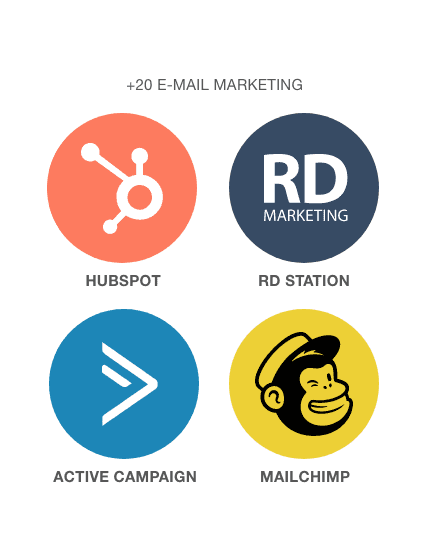 +20 E-MAIL MARKETING
RD
MARKETING
HUBSPOT
RD STATION
ACTIVE CAMPAIGN
MAILCHIMP